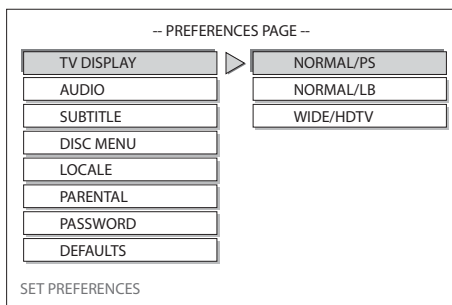 -- PREFERENCES PAGE --
TV DISPLAY
NORMAL/PS
AUDIO
NORMAL/LB
SUBTITLE
WIDE/HDTV
DISC MENU
LOCALE
PARENTAL
PASSWORD
DEFAULTS
SET PREFERENCES